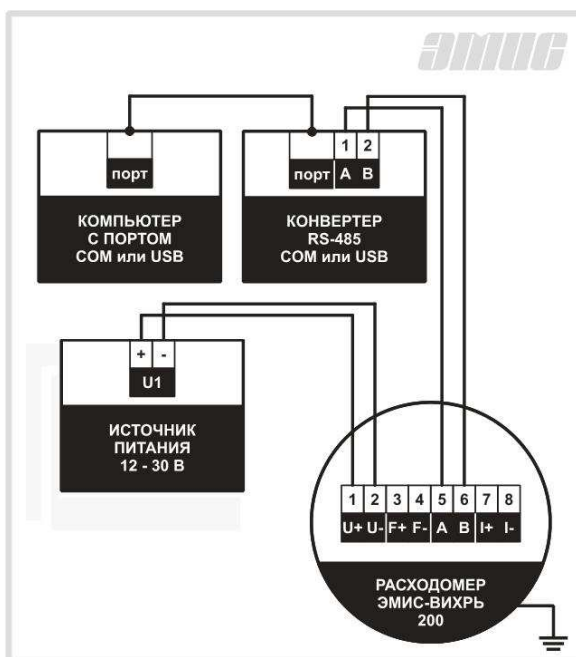 ЭМИС
1 2
порт
порт A B
КОМПЬЮТЕР
С ПОРТОМ
COM или USB
КОНВЕРТЕР
RS-485
COM или USB
+ -
U1
ИСТОЧНИК
ПИТАНИЯ
12 - 30 В
1 2 3 4 5 6 7 8
U+ U- F+ F- A B I+ I-
РАСХОДОМЕР
ЭМИС-ВИХРЬ
200